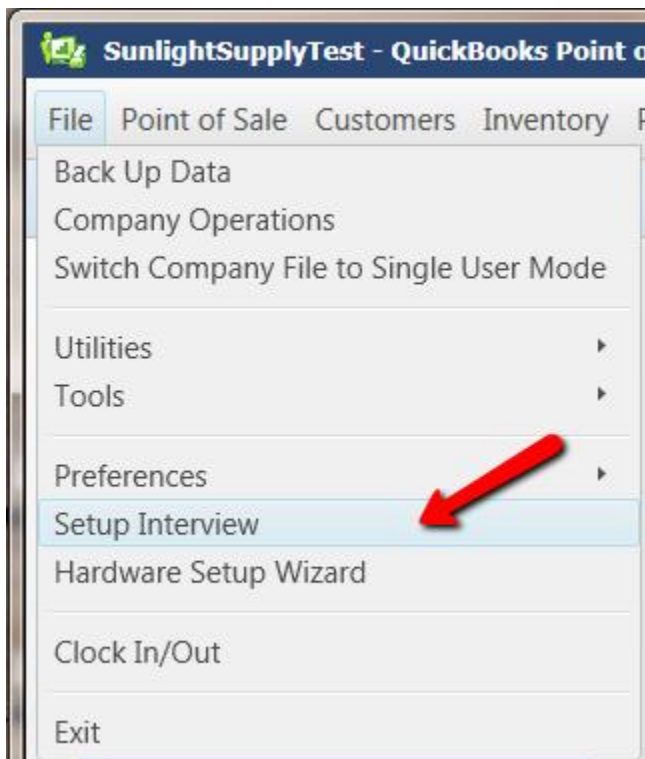 SunlightSupplyTest - QuickBooks Point
File Point of Sale Customers Inventory
Back Up Data
Company Operations
Switch Company File to Single User Mode
Utilities
Tools
Preferences
Setup Interview
Hardware Setup Wizard
Clock In/Out
Exit